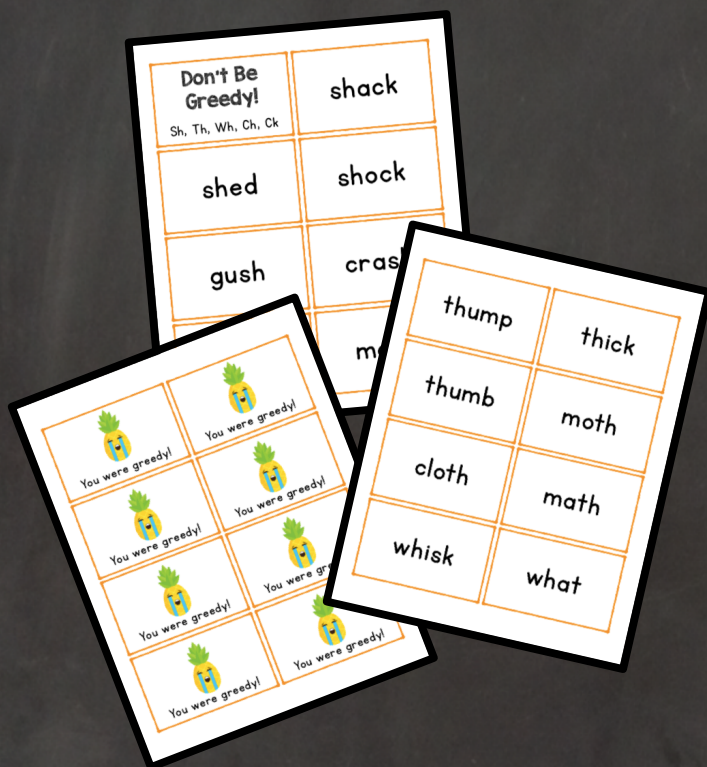 Don't Be
Greedy!
Sh, Th, Wh, Ch, Ck
shack
shed
shock
gush
thump
thick
thumb
moth
cloth
math
whisk
what
You were greedy!
You were greedy!
You were greedy!
You were greedy!
You were greedy!
You were
You were greedy!
You were greedy!